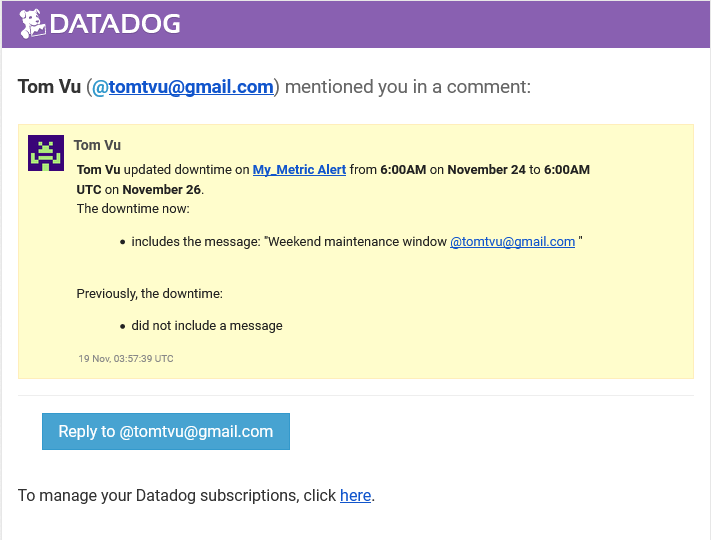 DATADOG
Tom Vu (@tomtvu@gmail.com) mentioned you in a comment:
Tom Vu
Tom Vu updated downtime on My_Metric Alert from 6:00AM on November 24 to 6:00AM
UTC on November 26.
The downtime now:
• includes the message: "Weekend maintenance window @tomtvu@gmail.com "
Previously, the downtime:
• did not include a message
19 Nov, 03:57:39 UTC
Reply to @tomtvu@gmail.com
To manage your Datadog subscriptions, click here.